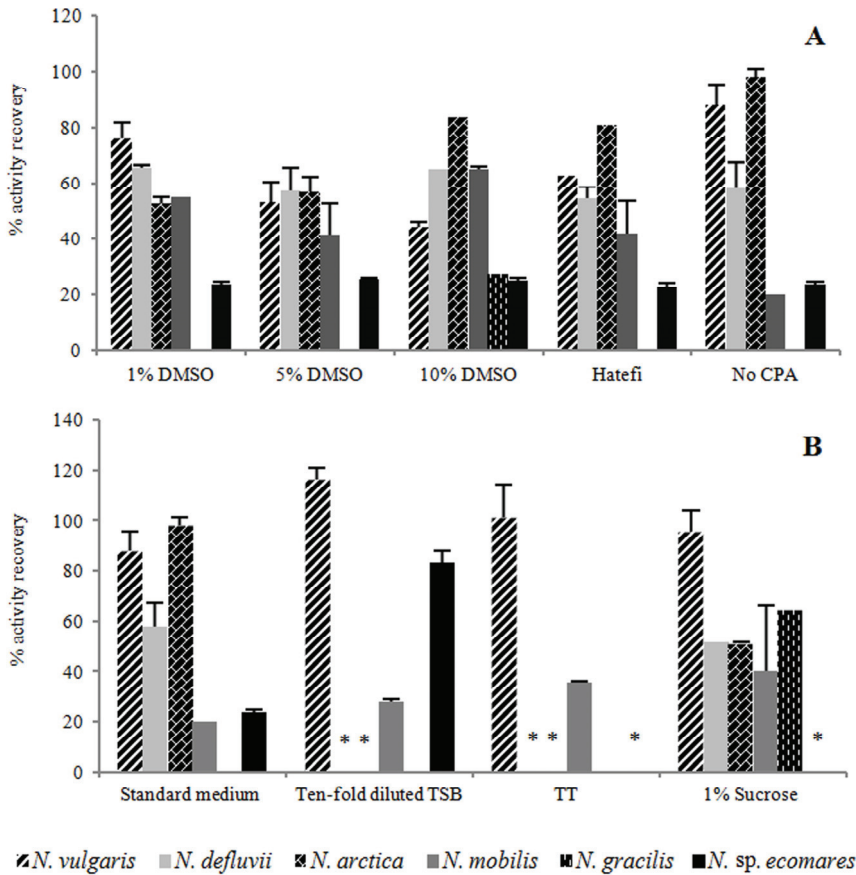 A
% activity recovery
120
100
80
60
40
20
0
1% DMSO 5% DMSO 10% DMSO Hatefi No CPA
B
% activity recovery
140
120
100
80
60
40
20
0
* * * * * *
Standard medium Ten-fold diluted TSB TT 1% Sucrose
N. vulgaris N. defluvii N. arctica N. mobilis N. gracilis N. sp. ecomares